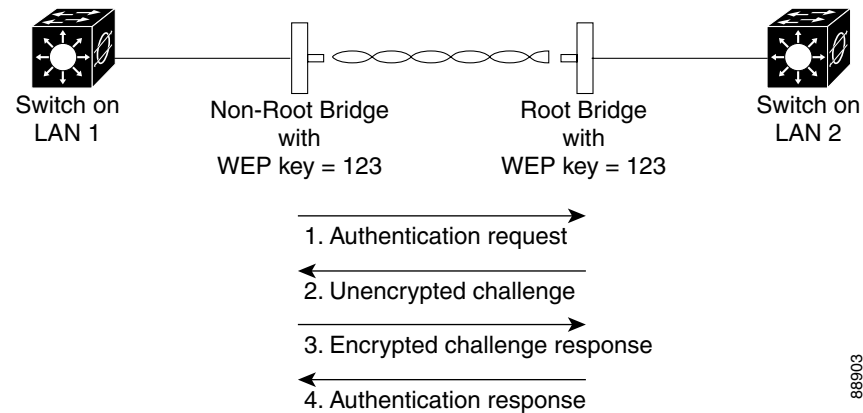 Switch on
LAN 1
Non-Root Bridge
with
WEP key = 123
Root Bridge
with
WEP key = 123
Switch on
LAN 2
1. Authentication request
2. Unencrypted challenge
3. Encrypted challenge response
4. Authentication response
88903